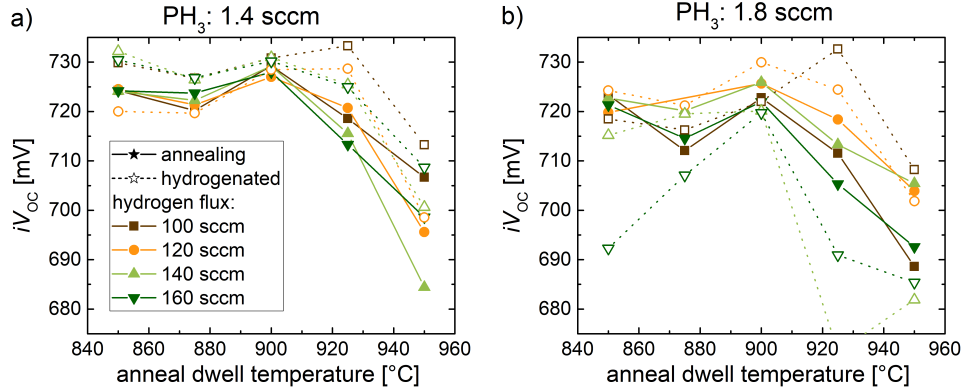 a)
PH₃: 1.4 sccm
iV_OC [mV]
730
720
710
700
690
680
annealing
hydrogenated
hydrogen flux:
100 sccm
120 sccm
140 sccm
160 sccm
840 860 880 900 920 940 960
anneal dwell temperature [°C]
b)
PH₃: 1.8 sccm
iV_OC [mV]
730
720
710
700
690
680
840 860 880 900 920 940 960
anneal dwell temperature [°C]